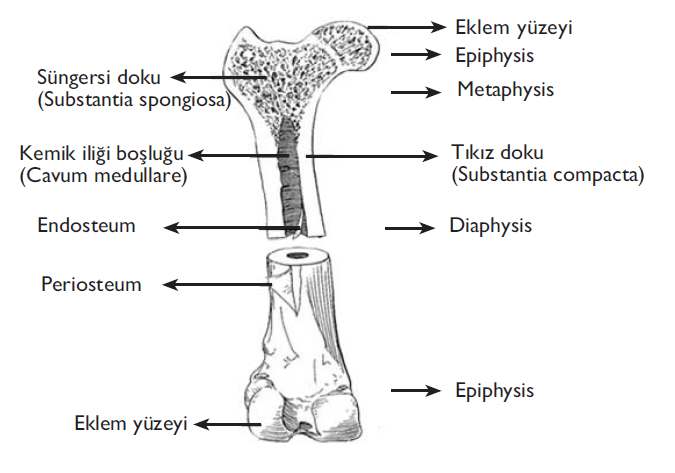 Eklem yüzeyi
Epiphysis
Süngersi doku
(Substantia spongiosa)
Metaphysis
Kemik iliği boşluğu
(Cavum medullare)
Tıkız doku
(Substantia compacta)
Endosteum
Diaphysis
Periosteum
Epiphysis
Eklem yüzeyi